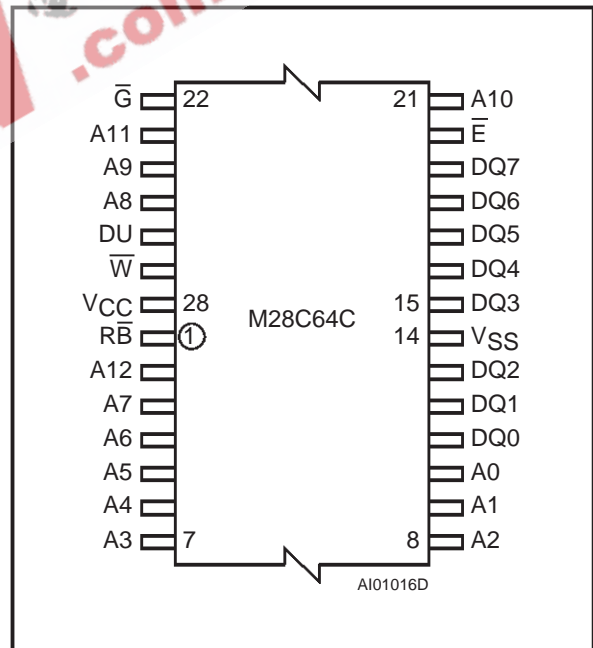 .com
G̅ 22 21 A10
A11 E̅
A9 DQ7
A8 DQ6
DU DQ5
W̅ DQ4
VCC 28 15 DQ3
M28C64C
RB̅ 1 14 VSS
A12 DQ2
A7 DQ1
A6 DQ0
A5 A0
A4 A1
A3 7 8 A2
AI01016D